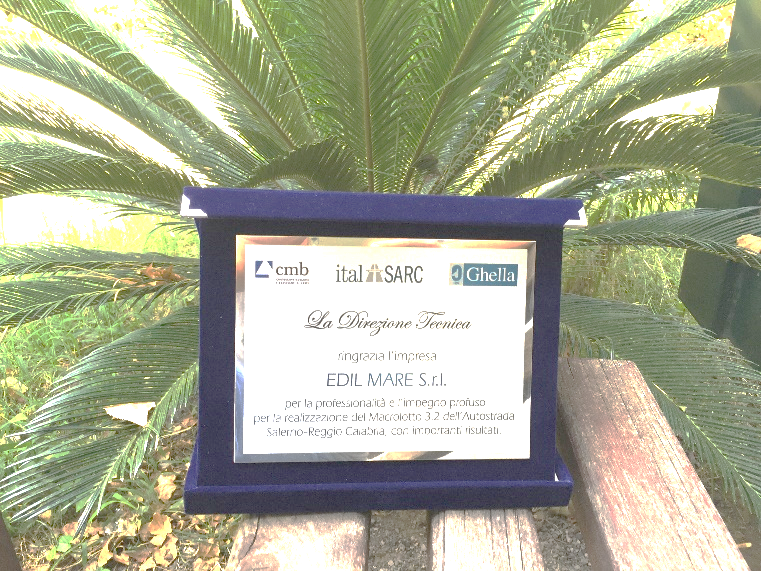 cmb
ital SARC
Ghella
La Direzione Tecnica
ringrazia l'impresa
EDIL MARE S.r.l.
per la professionalità e l'impegno profuso
per la realizzazione del Macrolotto 3.2 dell'Autostrada
Salerno-Reggio Calabria, con importanti risultati.